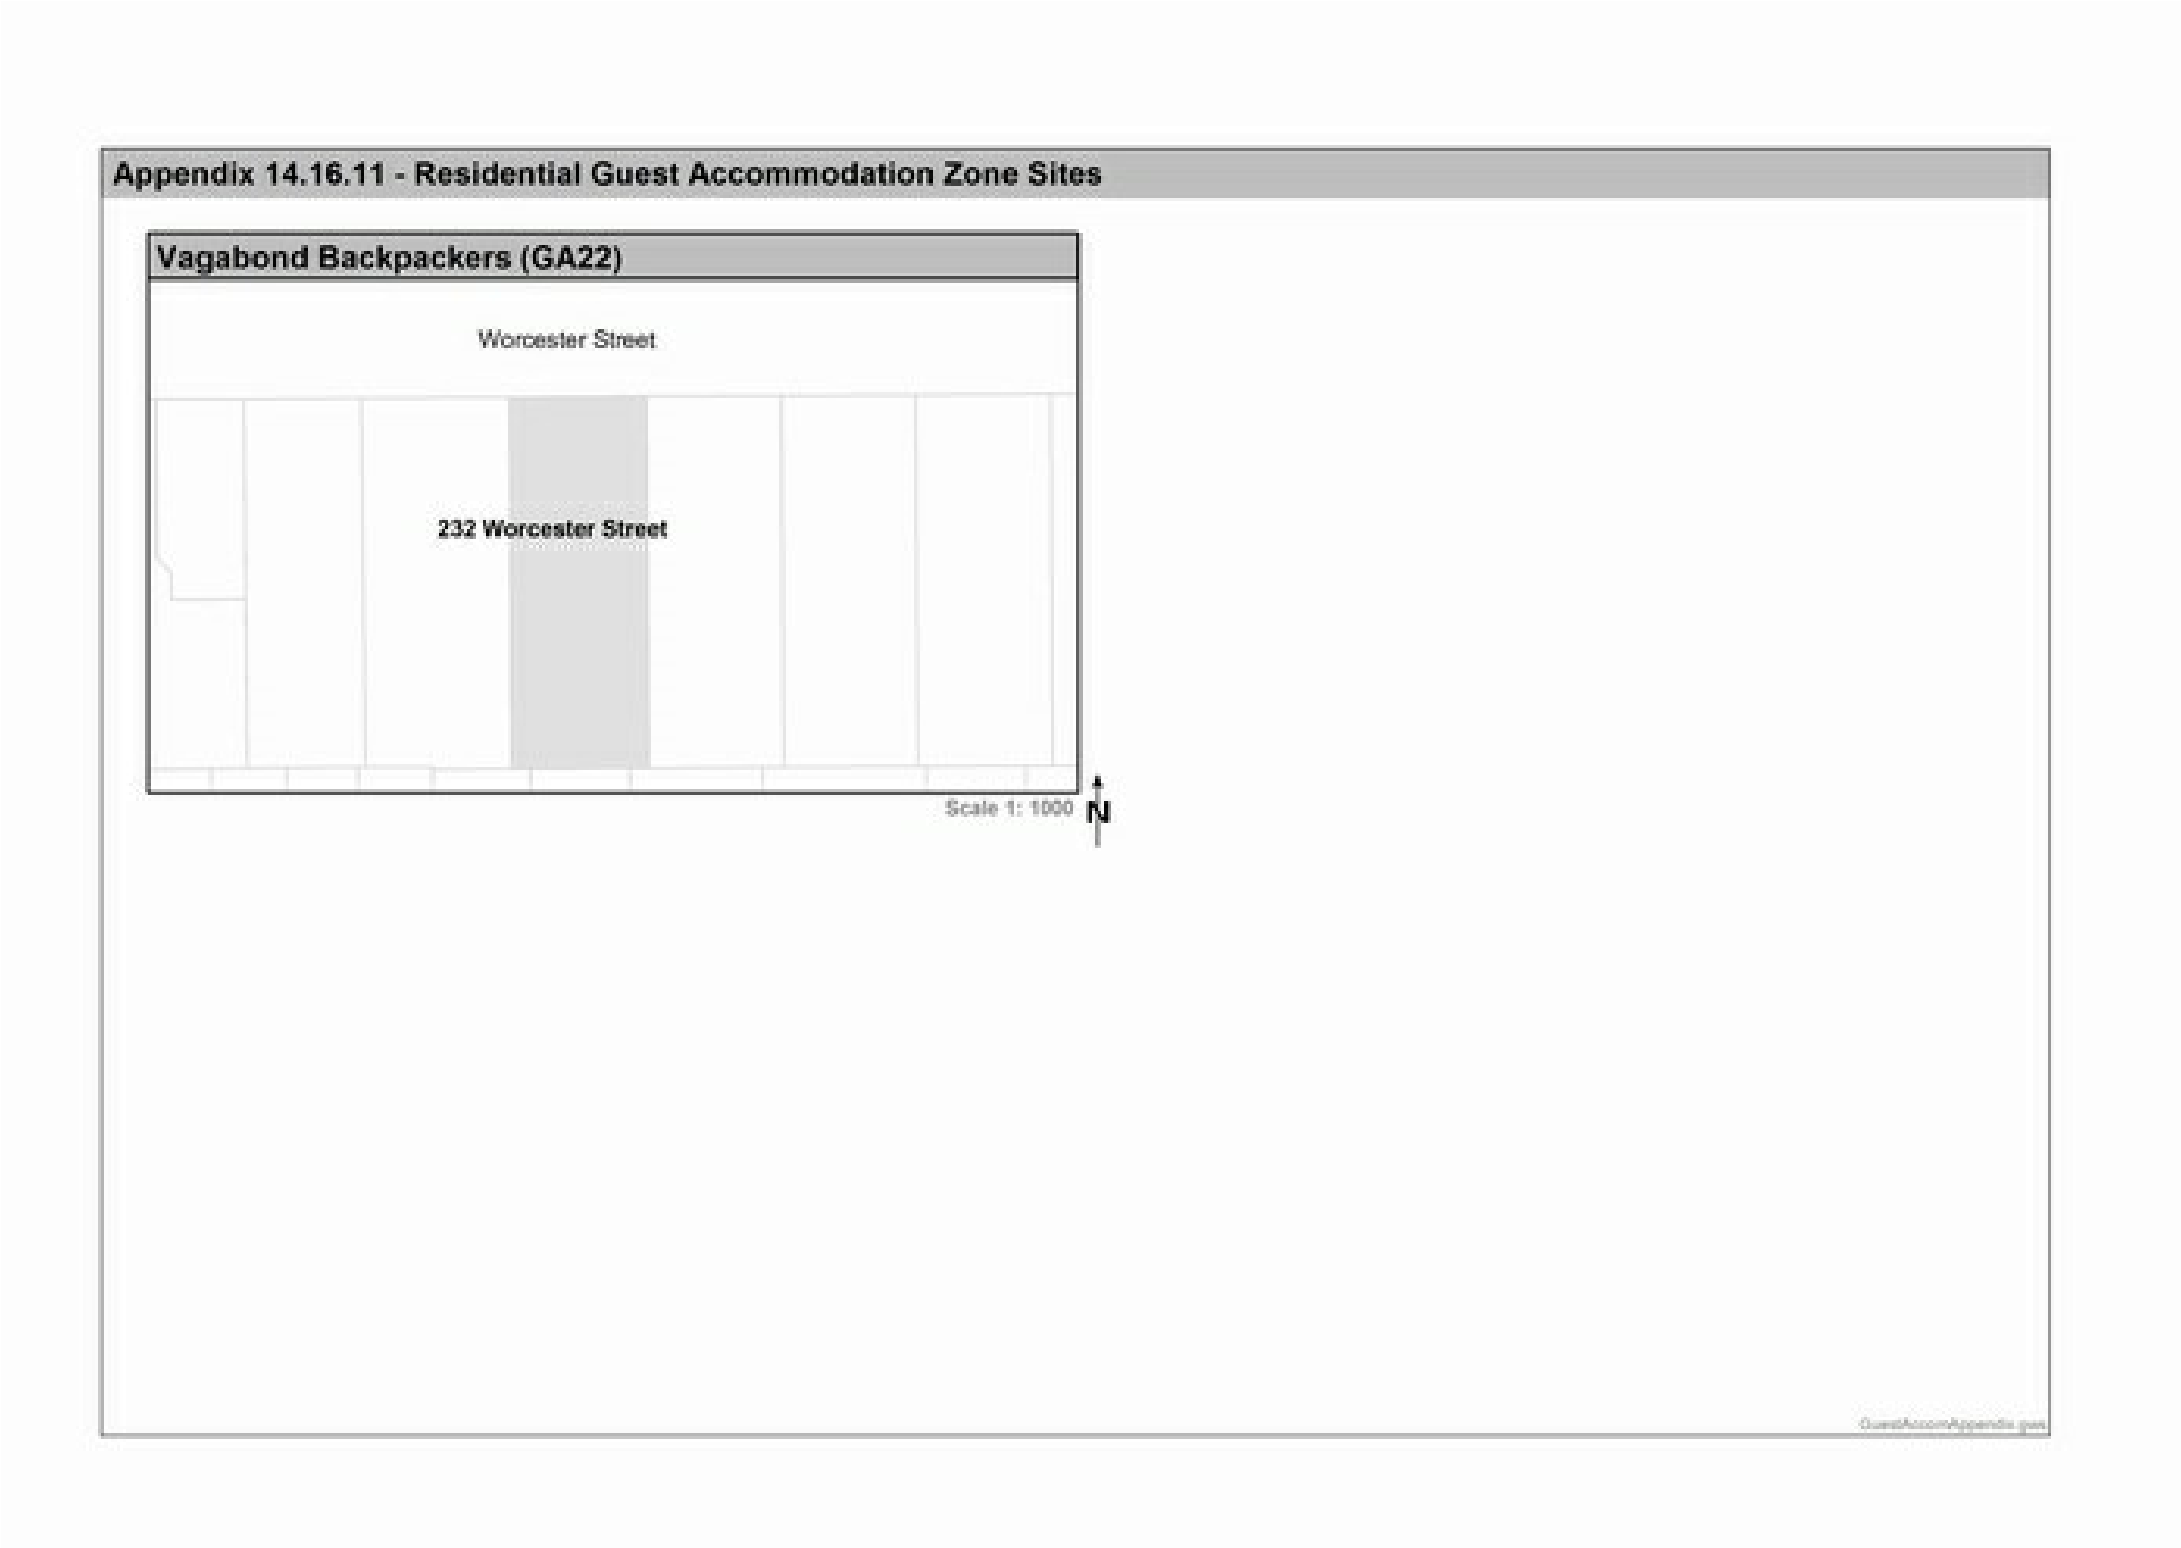 Appendix 14.16.11 - Residential Guest Accommodation Zone Sites
Vagabond Backpackers (GA22)
Worcester Street
232 Worcester Street
Scale 1: 1000
N